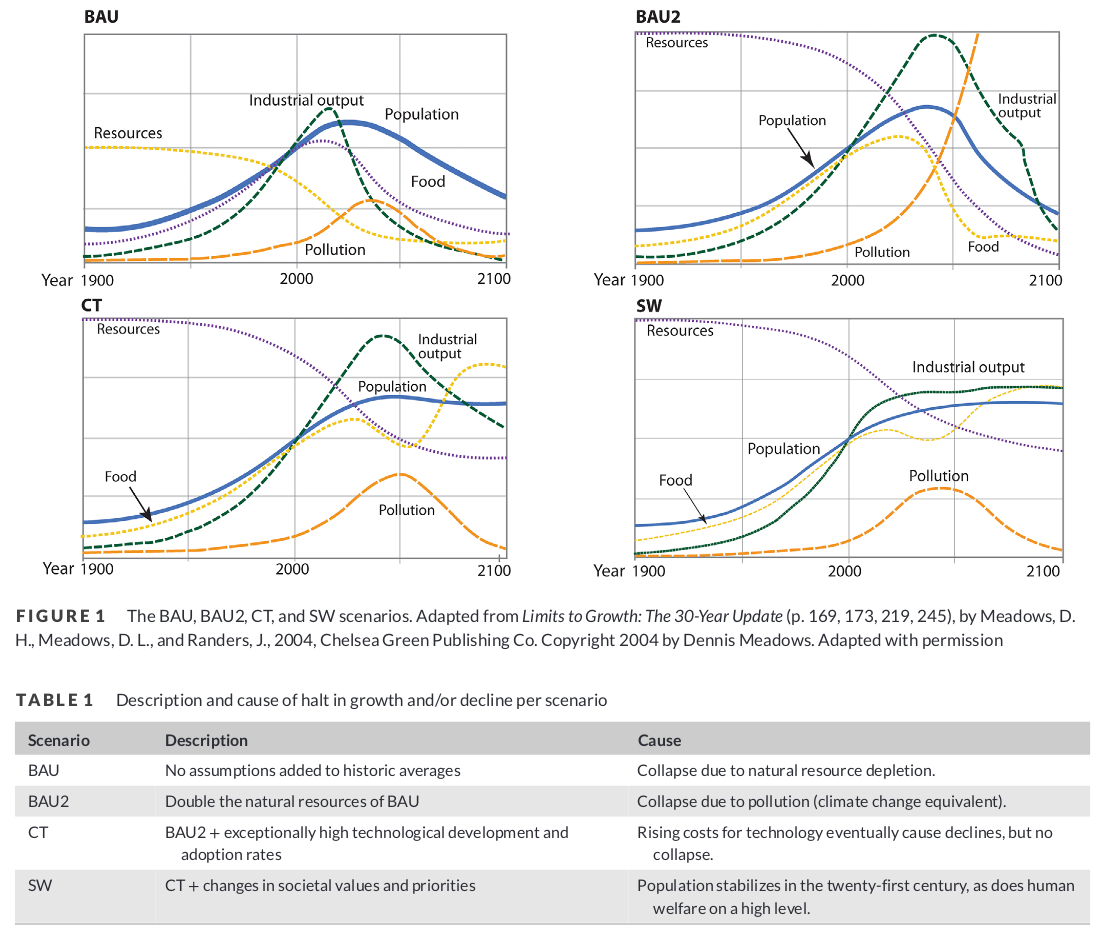 BAU
Industrial output
Population
Resources
Food
Pollution
Year 1900
2000
2100
BAU2
Resources
Industrial
output
Population
Pollution
Food
Year 1900
2000
2100
CT
Resources
Industrial
output
Population
Food
Pollution
Year 1900
2000
2100
SW
Resources
Industrial output
Population
Food
Pollution
Year 1900
2000
2100
FIGURE 1 The BAU, BAU2, CT, and SW scenarios. Adapted from Limits to Growth: The 30-Year Update (p. 169, 173, 219, 245), by Meadows, D.
H., Meadows, D. L., and Randers, J., 2004, Chelsea Green Publishing Co. Copyright 2004 by Dennis Meadows. Adapted with permission
TABLE 1 Description and cause of halt in growth and/or decline per scenario
Scenario Description Cause
BAU No assumptions added to historic averages Collapse due to natural resource depletion.
BAU2 Double the natural resources of BAU Collapse due to pollution (climate change equivalent).
CT BAU2 + exceptionally high technological development and Rising costs for technology eventually cause declines, but no
adoption rates collapse.
SW CT + changes in societal values and priorities Population stabilizes in the twenty-first century, as does human
welfare on a high level.